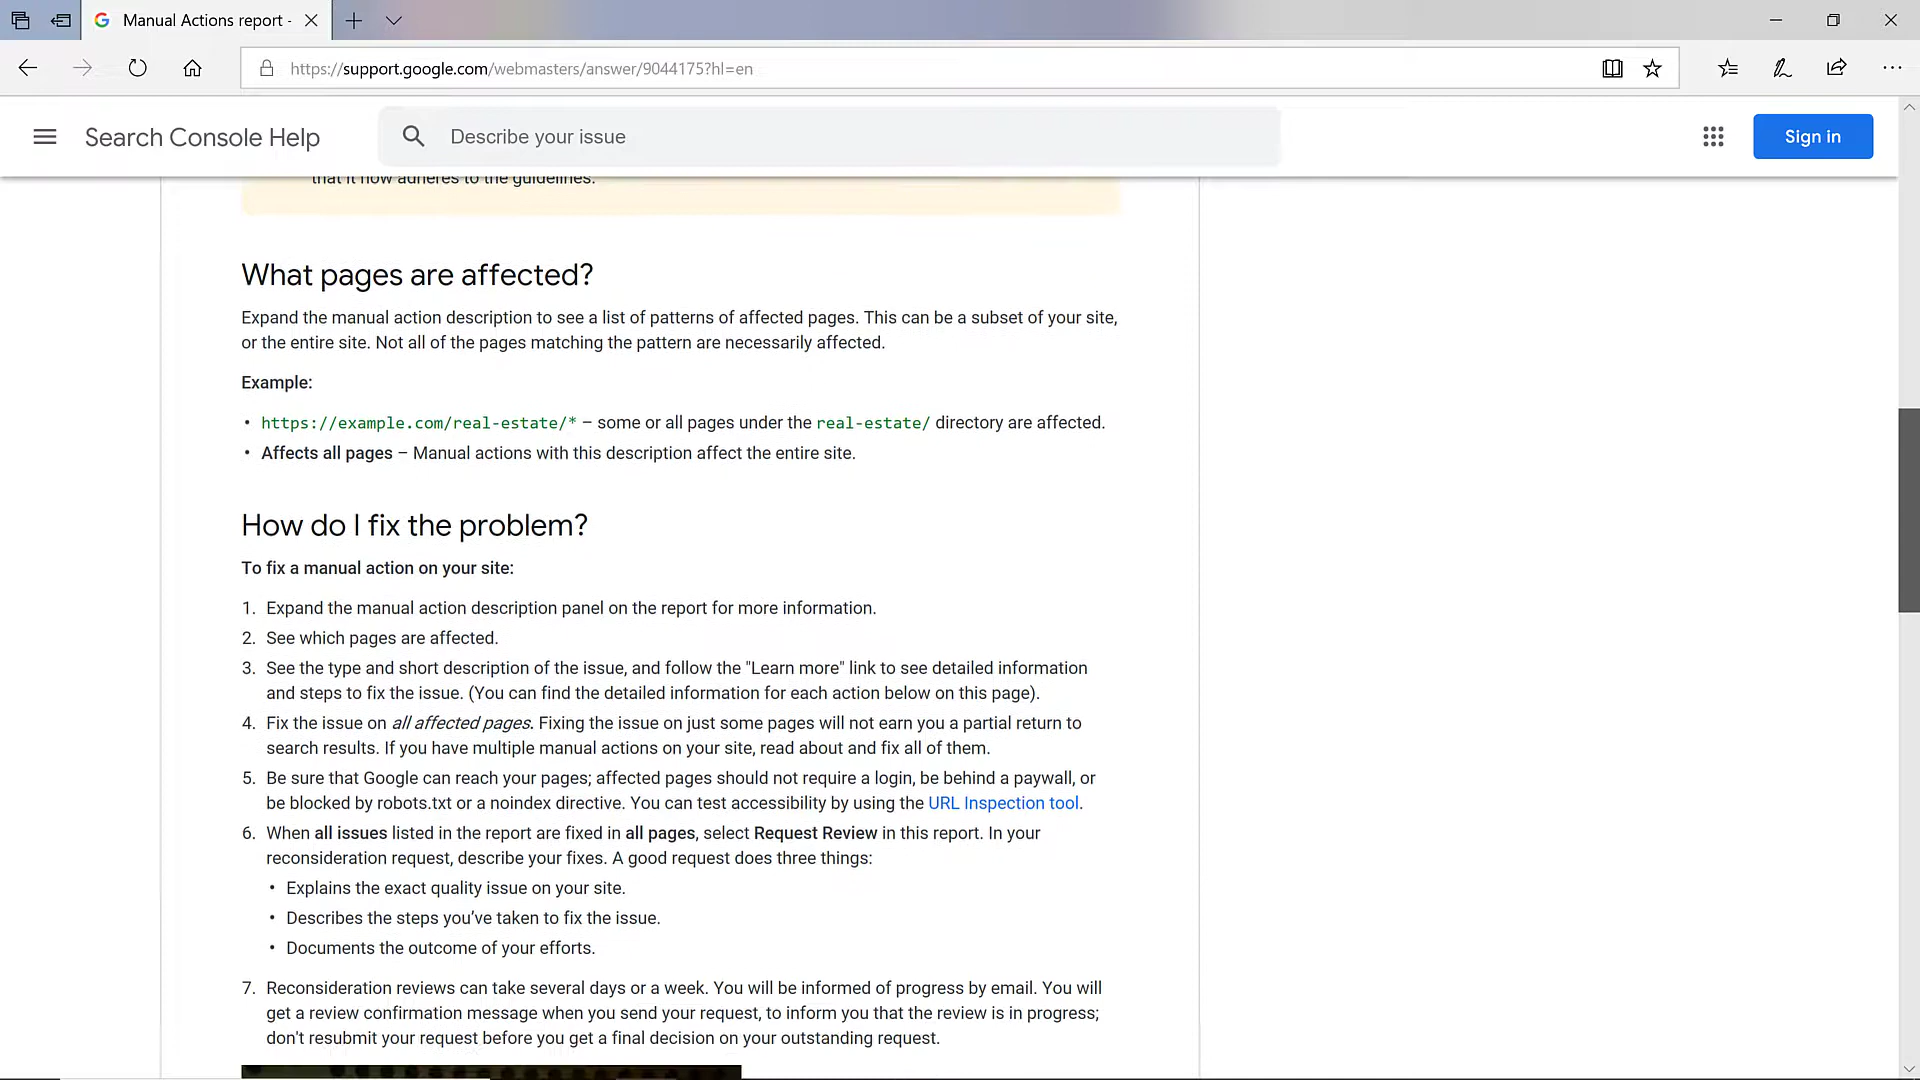 Manual Actions report -
https://support.google.com/webmasters/answer/9044175?hl=en
Search Console Help
Describe your issue
Sign in
that it now adheres to the guidelines.
What pages are affected?
Expand the manual action description to see a list of patterns of affected pages. This can be a subset of your site,
or the entire site. Not all of the pages matching the pattern are necessarily affected.
Example:
• https://example.com/real-estate/* – some or all pages under the real-estate/ directory are affected.
• Affects all pages – Manual actions with this description affect the entire site.
How do I fix the problem?
To fix a manual action on your site:
1. Expand the manual action description panel on the report for more information.
2. See which pages are affected.
3. See the type and short description of the issue, and follow the "Learn more" link to see detailed information
and steps to fix the issue. (You can find the detailed information for each action below on this page).
4. Fix the issue on all affected pages. Fixing the issue on just some pages will not earn you a partial return to
search results. If you have multiple manual actions on your site, read about and fix all of them.
5. Be sure that Google can reach your pages; affected pages should not require a login, be behind a paywall, or
be blocked by robots.txt or a noindex directive. You can test accessibility by using the URL Inspection tool.
6. When all issues listed in the report are fixed in all pages, select Request Review in this report. In your
reconsideration request, describe your fixes. A good request does three things:
• Explains the exact quality issue on your site.
• Describes the steps you’ve taken to fix the issue.
• Documents the outcome of your efforts.
7. Reconsideration reviews can take several days or a week. You will be informed of progress by email. You will
get a review confirmation message when you send your request, to inform you that the review is in progress;
don't resubmit your request before you get a final decision on your outstanding request.